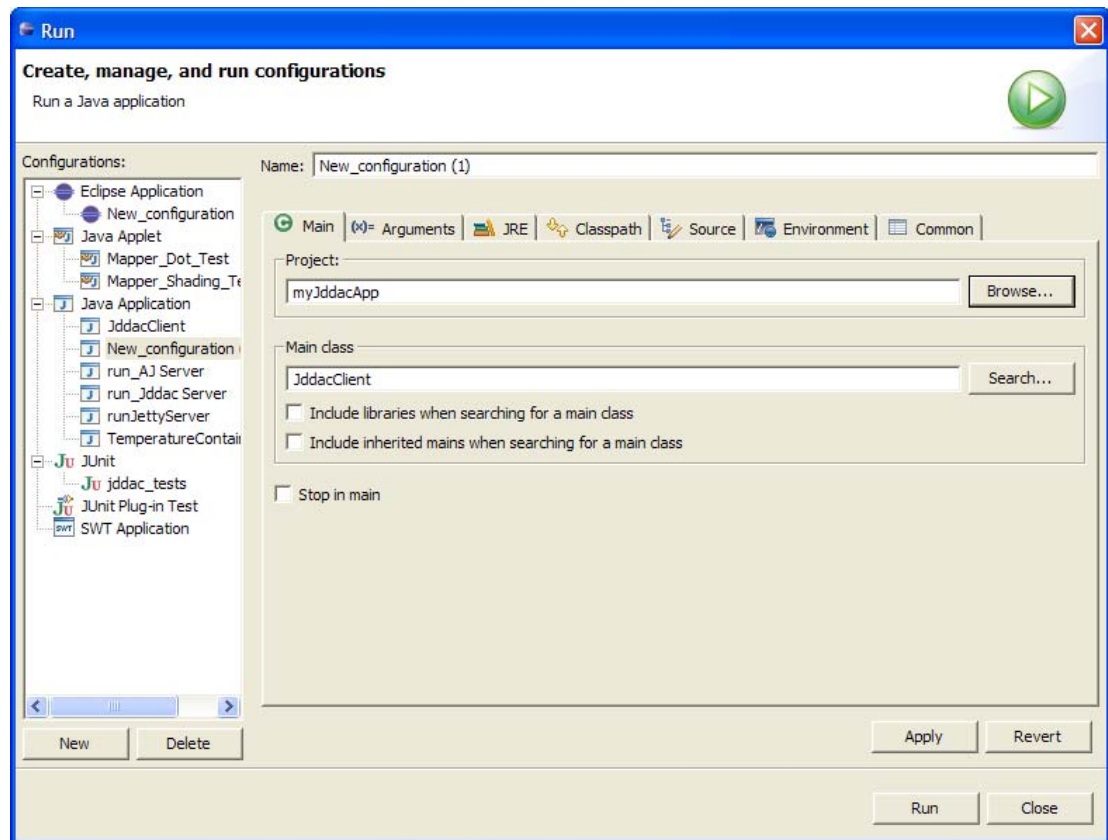 Run
Create, manage, and run configurations
Run a Java application
Configurations:
Eclipse Application
New_configuration
Java Applet
Mapper_Dot_Test
Mapper_Shading_Te
Java Application
JddacClient
New_configuration (
run_AJ Server
run_Jddac Server
runJettyServer
TemperatureContai
JU JUnit
JU jddac_tests
JU JUnit Plug-in Test
SWT SWT Application
New Delete
Name: New_configuration (1)
Main (x)= Arguments JRE Classpath Source Environment Common
Project:
myJddacApp Browse...
Main class
JddacClient Search...
Include libraries when searching for a main class
Include inherited mains when searching for a main class
Stop in main
Apply Revert
Run Close